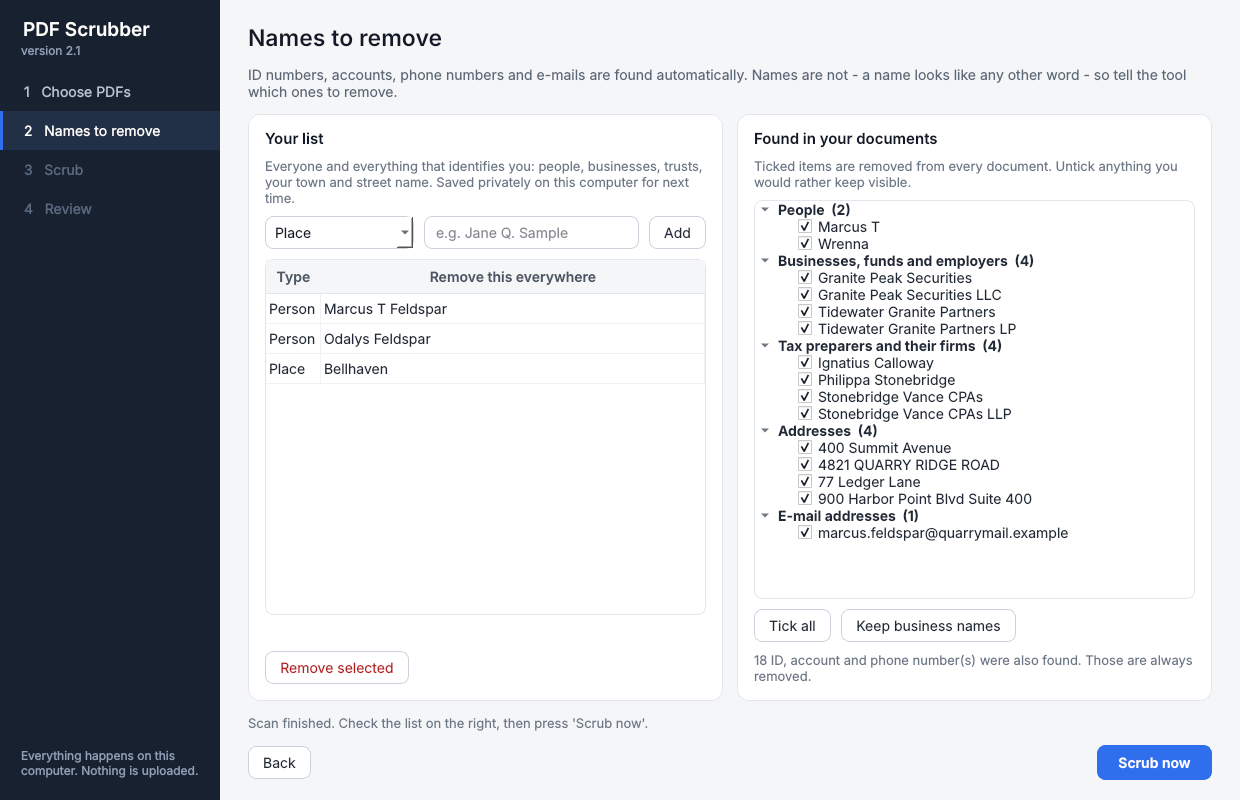 PDF Scrubber
version 2.1
1 Choose PDFs
2 Names to remove
3 Scrub
4 Review
Everything happens on this
computer. Nothing is uploaded.
Names to remove
ID numbers, accounts, phone numbers and e-mails are found automatically. Names are not - a name looks like any other word - so tell the tool
which ones to remove.
Your list
Everyone and everything that identifies you: people, businesses, trusts,
your town and street name. Saved privately on this computer for next
time.
Place
e.g. Jane Q. Sample
Add
Type Remove this everywhere
Person Marcus T Feldspar
Person Odalys Feldspar
Place Bellhaven
Remove selected
Found in your documents
Ticked items are removed from every document. Untick anything you
would rather keep visible.
People (2)
Marcus T
Wrenna
Businesses, funds and employers (4)
Granite Peak Securities
Granite Peak Securities LLC
Tidewater Granite Partners
Tidewater Granite Partners LP
Tax preparers and their firms (4)
Ignatius Calloway
Philippa Stonebridge
Stonebridge Vance CPAs
Stonebridge Vance CPAs LLP
Addresses (4)
400 Summit Avenue
4821 QUARRY RIDGE ROAD
77 Ledger Lane
900 Harbor Point Blvd Suite 400
E-mail addresses (1)
marcus.feldspar@quarrymail.example
Tick all
Keep business names
18 ID, account and phone number(s) were also found. Those are always
removed.
Scan finished. Check the list on the right, then press 'Scrub now'.
Back
Scrub now